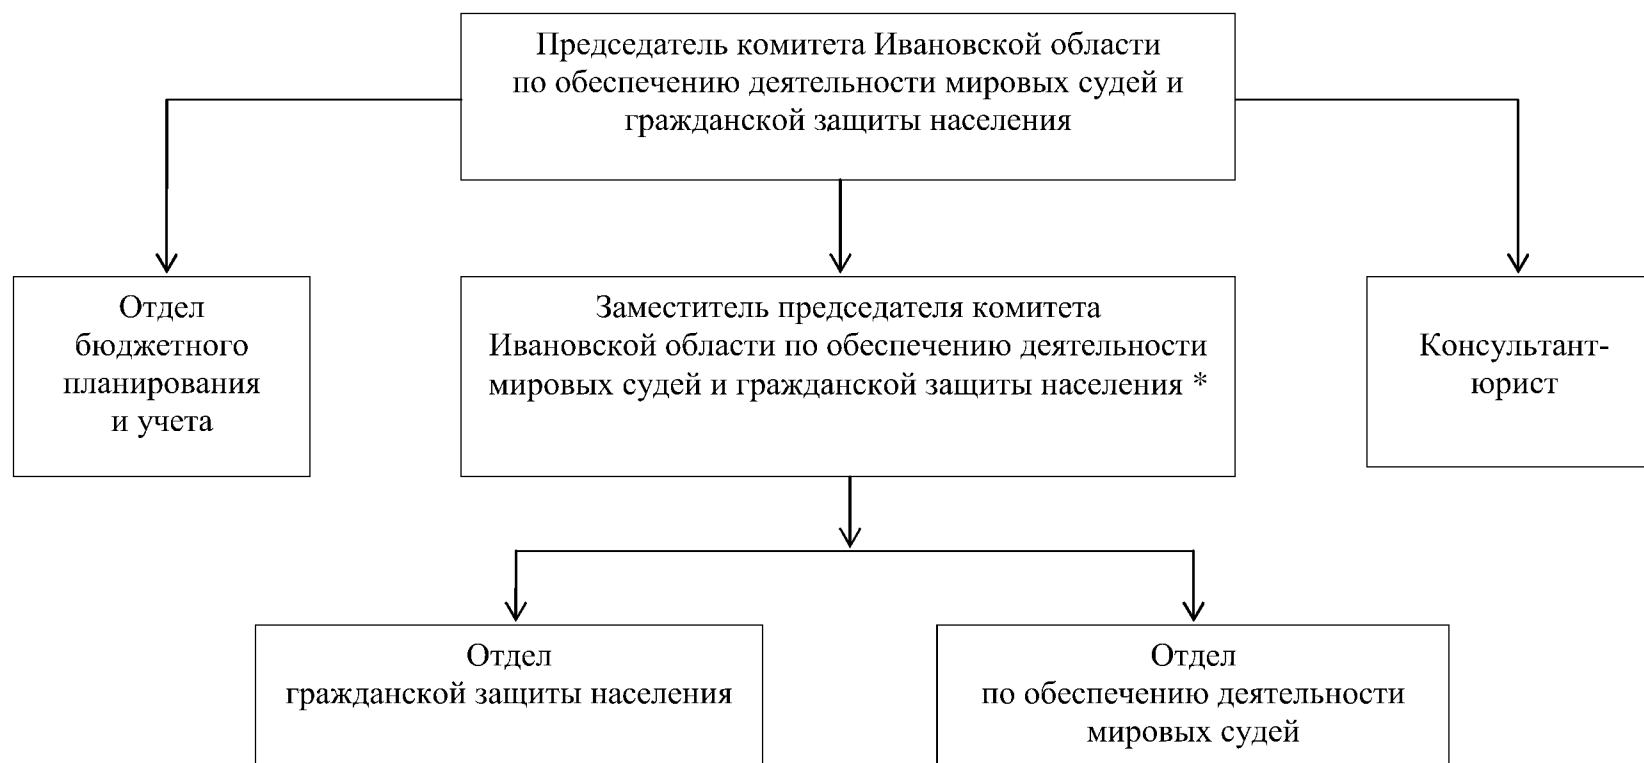 Председатель комитета Ивановской области
по обеспечению деятельности мировых судей и
гражданской защиты населения
Отдел
бюджетного
планирования
и учета
Заместитель председателя комитета
Ивановской области по обеспечению деятельности
мировых судей и гражданской защиты населения *
Консультант-
юрист
Отдел
гражданской защиты населения
Отдел
по обеспечению деятельности
мировых судей